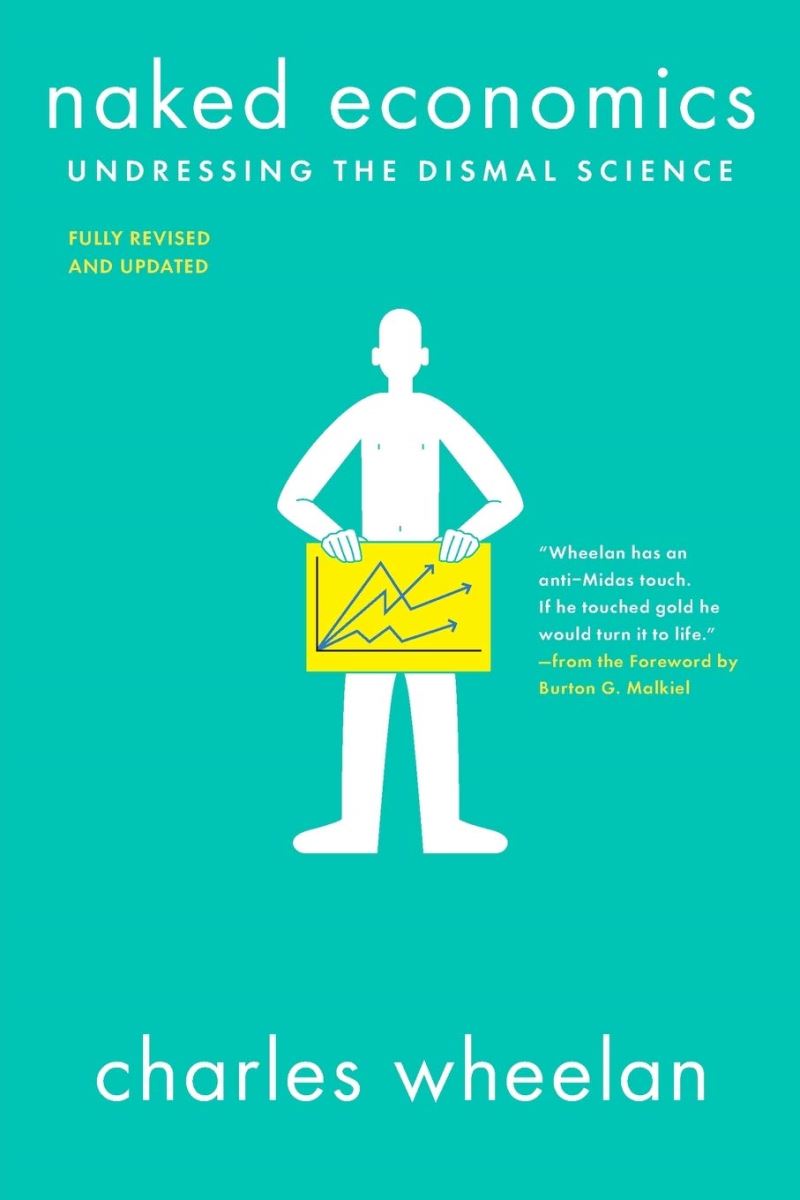 naked economics
UNDRESSING THE DISMAL SCIENCE
FULLY REVISED
AND UPDATED
“Wheelan has an
anti–Midas touch.
If he touched gold he
would turn it to life.”
—from the Foreword by
Burton G. Malkiel
charles wheelan